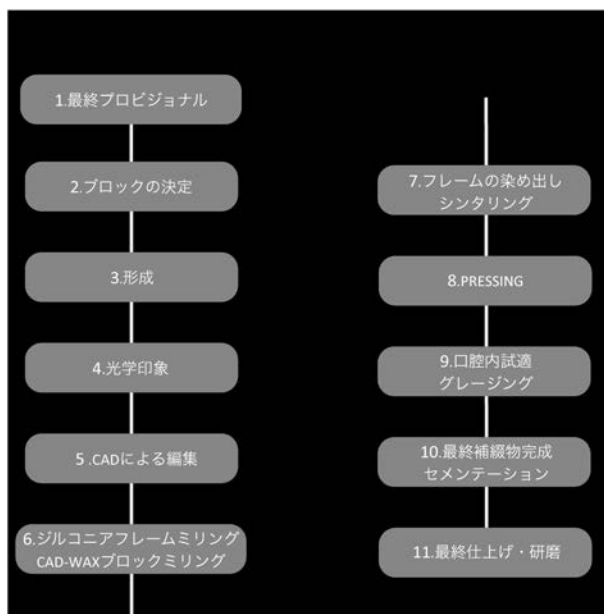 1.最終プロビジョナル
2.ブロックの決定
3.形成
4.光学印象
5 .CADによる編集
6.ジルコニアフレームミリング
CAD-WAXブロックミリング
7.フレームの染め出し
シンタリング
8.PRESSING
9.口腔内試適
グレージング
10.最終補綴物完成
セメンテーション
11.最終仕上げ・研磨